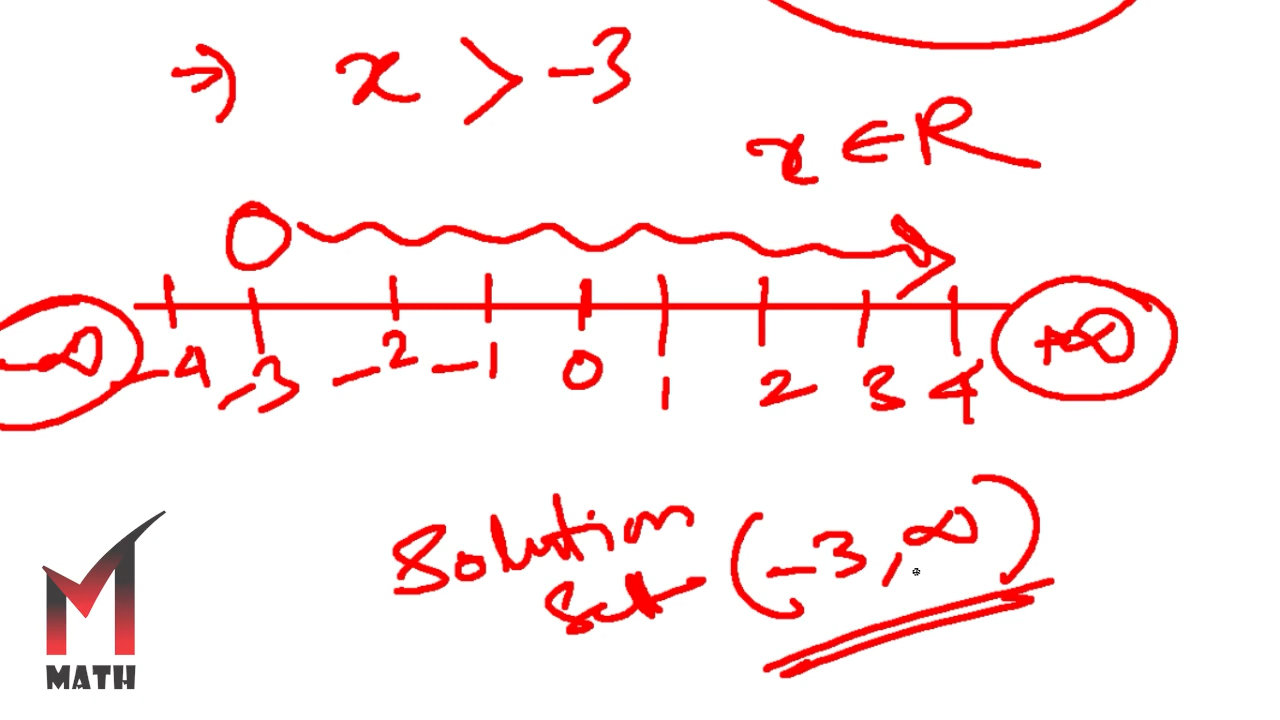 ⇒ x > -3
x ∈ R
-∞ -4 -3 -2 -1 0 1 2 3 4 +∞
Solution
Set (-3, ∞)
MATH